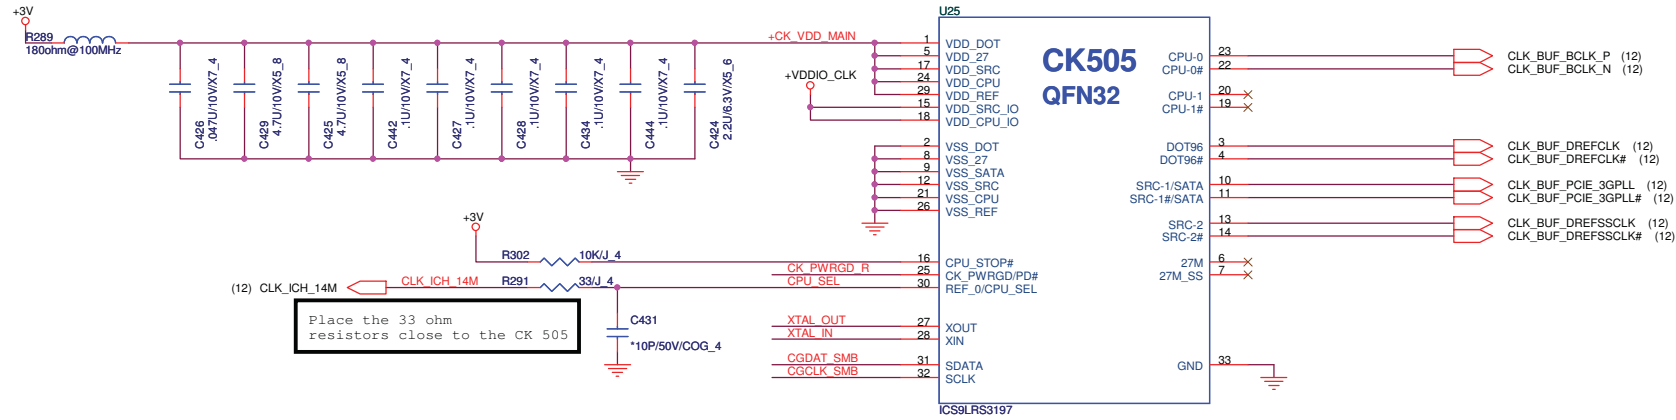 +3V
R289
180ohm@100MHz
C426
.047U/10V/X7_4
C429
4.7U/10V/X5_8
C425
4.7U/10V/X5_8
C442
.1U/10V/X7_4
C427
.1U/10V/X7_4
C428
.1U/10V/X7_4
C434
.1U/10V/X7_4
C444
.1U/10V/X7_4
C424
2.2U/6.3V/X5_6
+CK_VDD_MAIN
+VDDIO_CLK
U25
CK505
QFN32
1 VDD_DOT
5 VDD_27
17 VDD_SRC
24 VDD_CPU
29 VDD_REF
15 VDD_SRC_IO
18 VDD_CPU_IO
2 VSS_DOT
8 VSS_27
9 VSS_SATA
12 VSS_SRC
21 VSS_CPU
26 VSS_REF
+3V
R302 10K/J_4
16 CPU_STOP#
CK_PWRGD_R 25 CK_PWRGD/PD#
(12) CLK_ICH_14M CLK_ICH_14M R291 33/J_4 CPU_SEL 30 REF_0/CPU_SEL
Place the 33 ohm
resistors close to the CK 505
C431
*10P/50V/COG_4
XTAL_OUT 27 XOUT
XTAL_IN 28 XIN
CGDAT_SMB 31 SDATA
CGCLK_SMB 32 SCLK
CPU-0 23 CLK_BUF_BCLK_P (12)
CPU-0# 22 CLK_BUF_BCLK_N (12)
CPU-1 20
CPU-1# 19
DOT96 3 CLK_BUF_DREFCLK (12)
DOT96# 4 CLK_BUF_DREFCLK# (12)
SRC-1/SATA 10 CLK_BUF_PCIE_3GPLL (12)
SRC-1#/SATA 11 CLK_BUF_PCIE_3GPLL# (12)
SRC-2 13 CLK_BUF_DREFSSCLK (12)
SRC-2# 14 CLK_BUF_DREFSSCLK# (12)
27M 6
27M_SS 7
GND 33
ICS9LRS3197